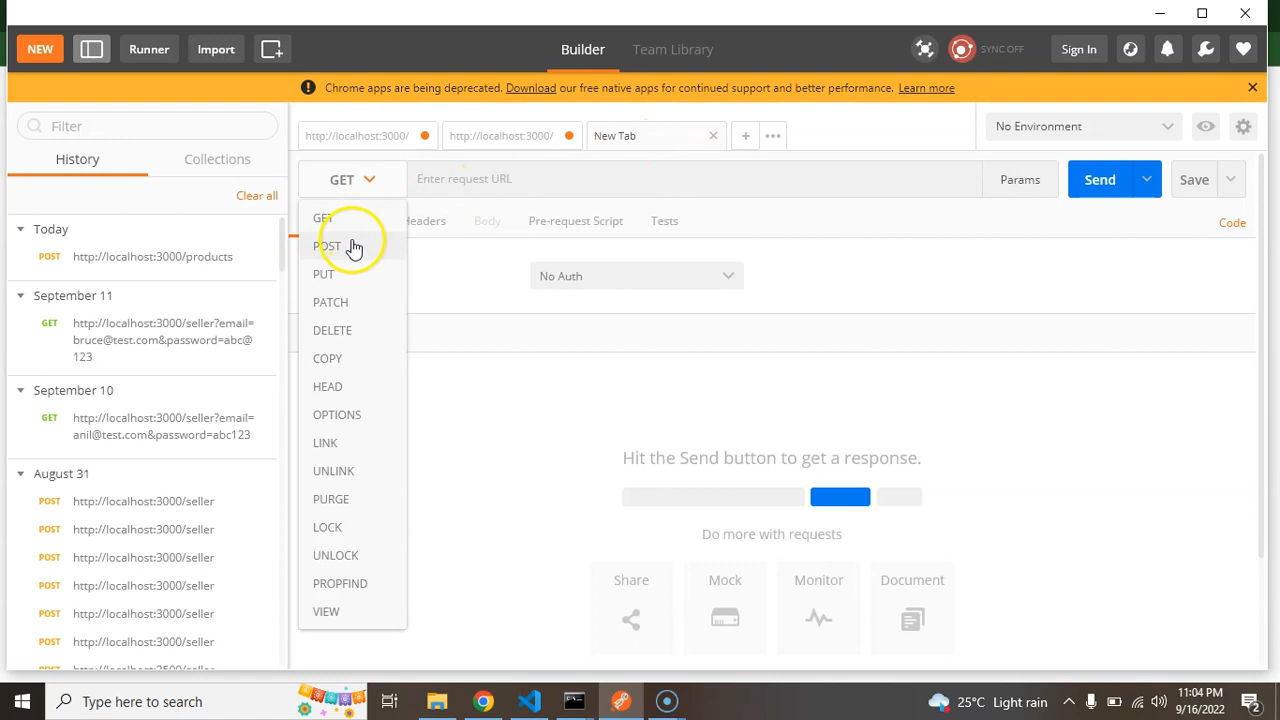 NEW
Runner
Import
Builder
Team Library
SYNC OFF
Sign In
Chrome apps are being deprecated. Download our free native apps for continued support and better performance. Learn more
Filter
History
Collections
Clear all
Today
POST http://localhost:3000/products
September 11
GET http://localhost:3000/seller?email=
bruce@test.com&password=abc@
123
September 10
GET http://localhost:3000/seller?email=
anil@test.com&password=abc123
August 31
POST http://localhost:3000/seller
POST http://localhost:3000/seller
POST http://localhost:3000/seller
POST http://localhost:3000/seller
POST http://localhost:3000/seller
POST http://localhost:3000/seller
http://localhost:3000/
http://localhost:3000/
New Tab
No Environment
GET
Enter request URL
Params
Send
Save
Headers
Body
Pre-request Script
Tests
Code
No Auth
GET
POST
PUT
PATCH
DELETE
COPY
HEAD
OPTIONS
LINK
UNLINK
PURGE
LOCK
UNLOCK
PROPFIND
VIEW
Hit the Send button to get a response.
Do more with requests
Share
Mock
Monitor
Document
Type here to search
25°C Light rain
11:04 PM
9/16/2022
2